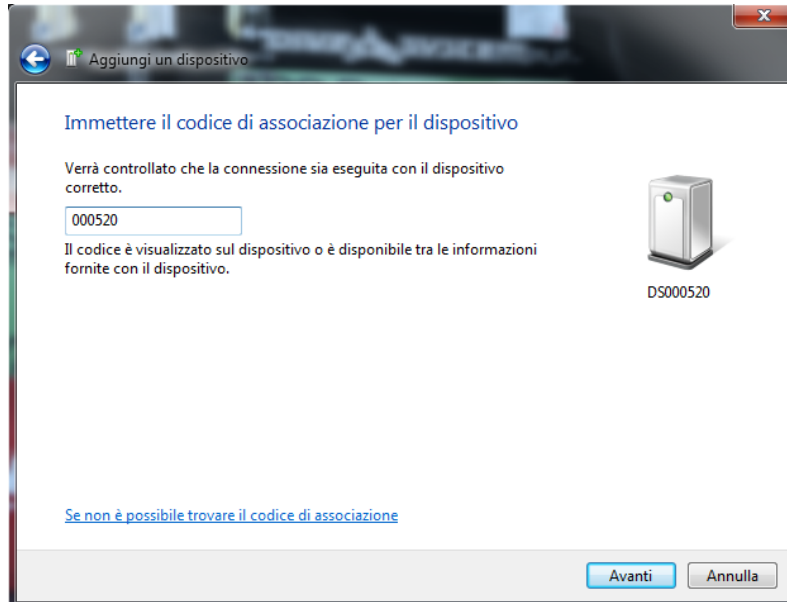 Aggiungi un dispositivo
Immettere il codice di associazione per il dispositivo
Verrà controllato che la connessione sia eseguita con il dispositivo
corretto.
000520
Il codice è visualizzato sul dispositivo o è disponibile tra le informazioni
fornite con il dispositivo.
DS000520
Se non è possibile trovare il codice di associazione
Avanti
Annulla